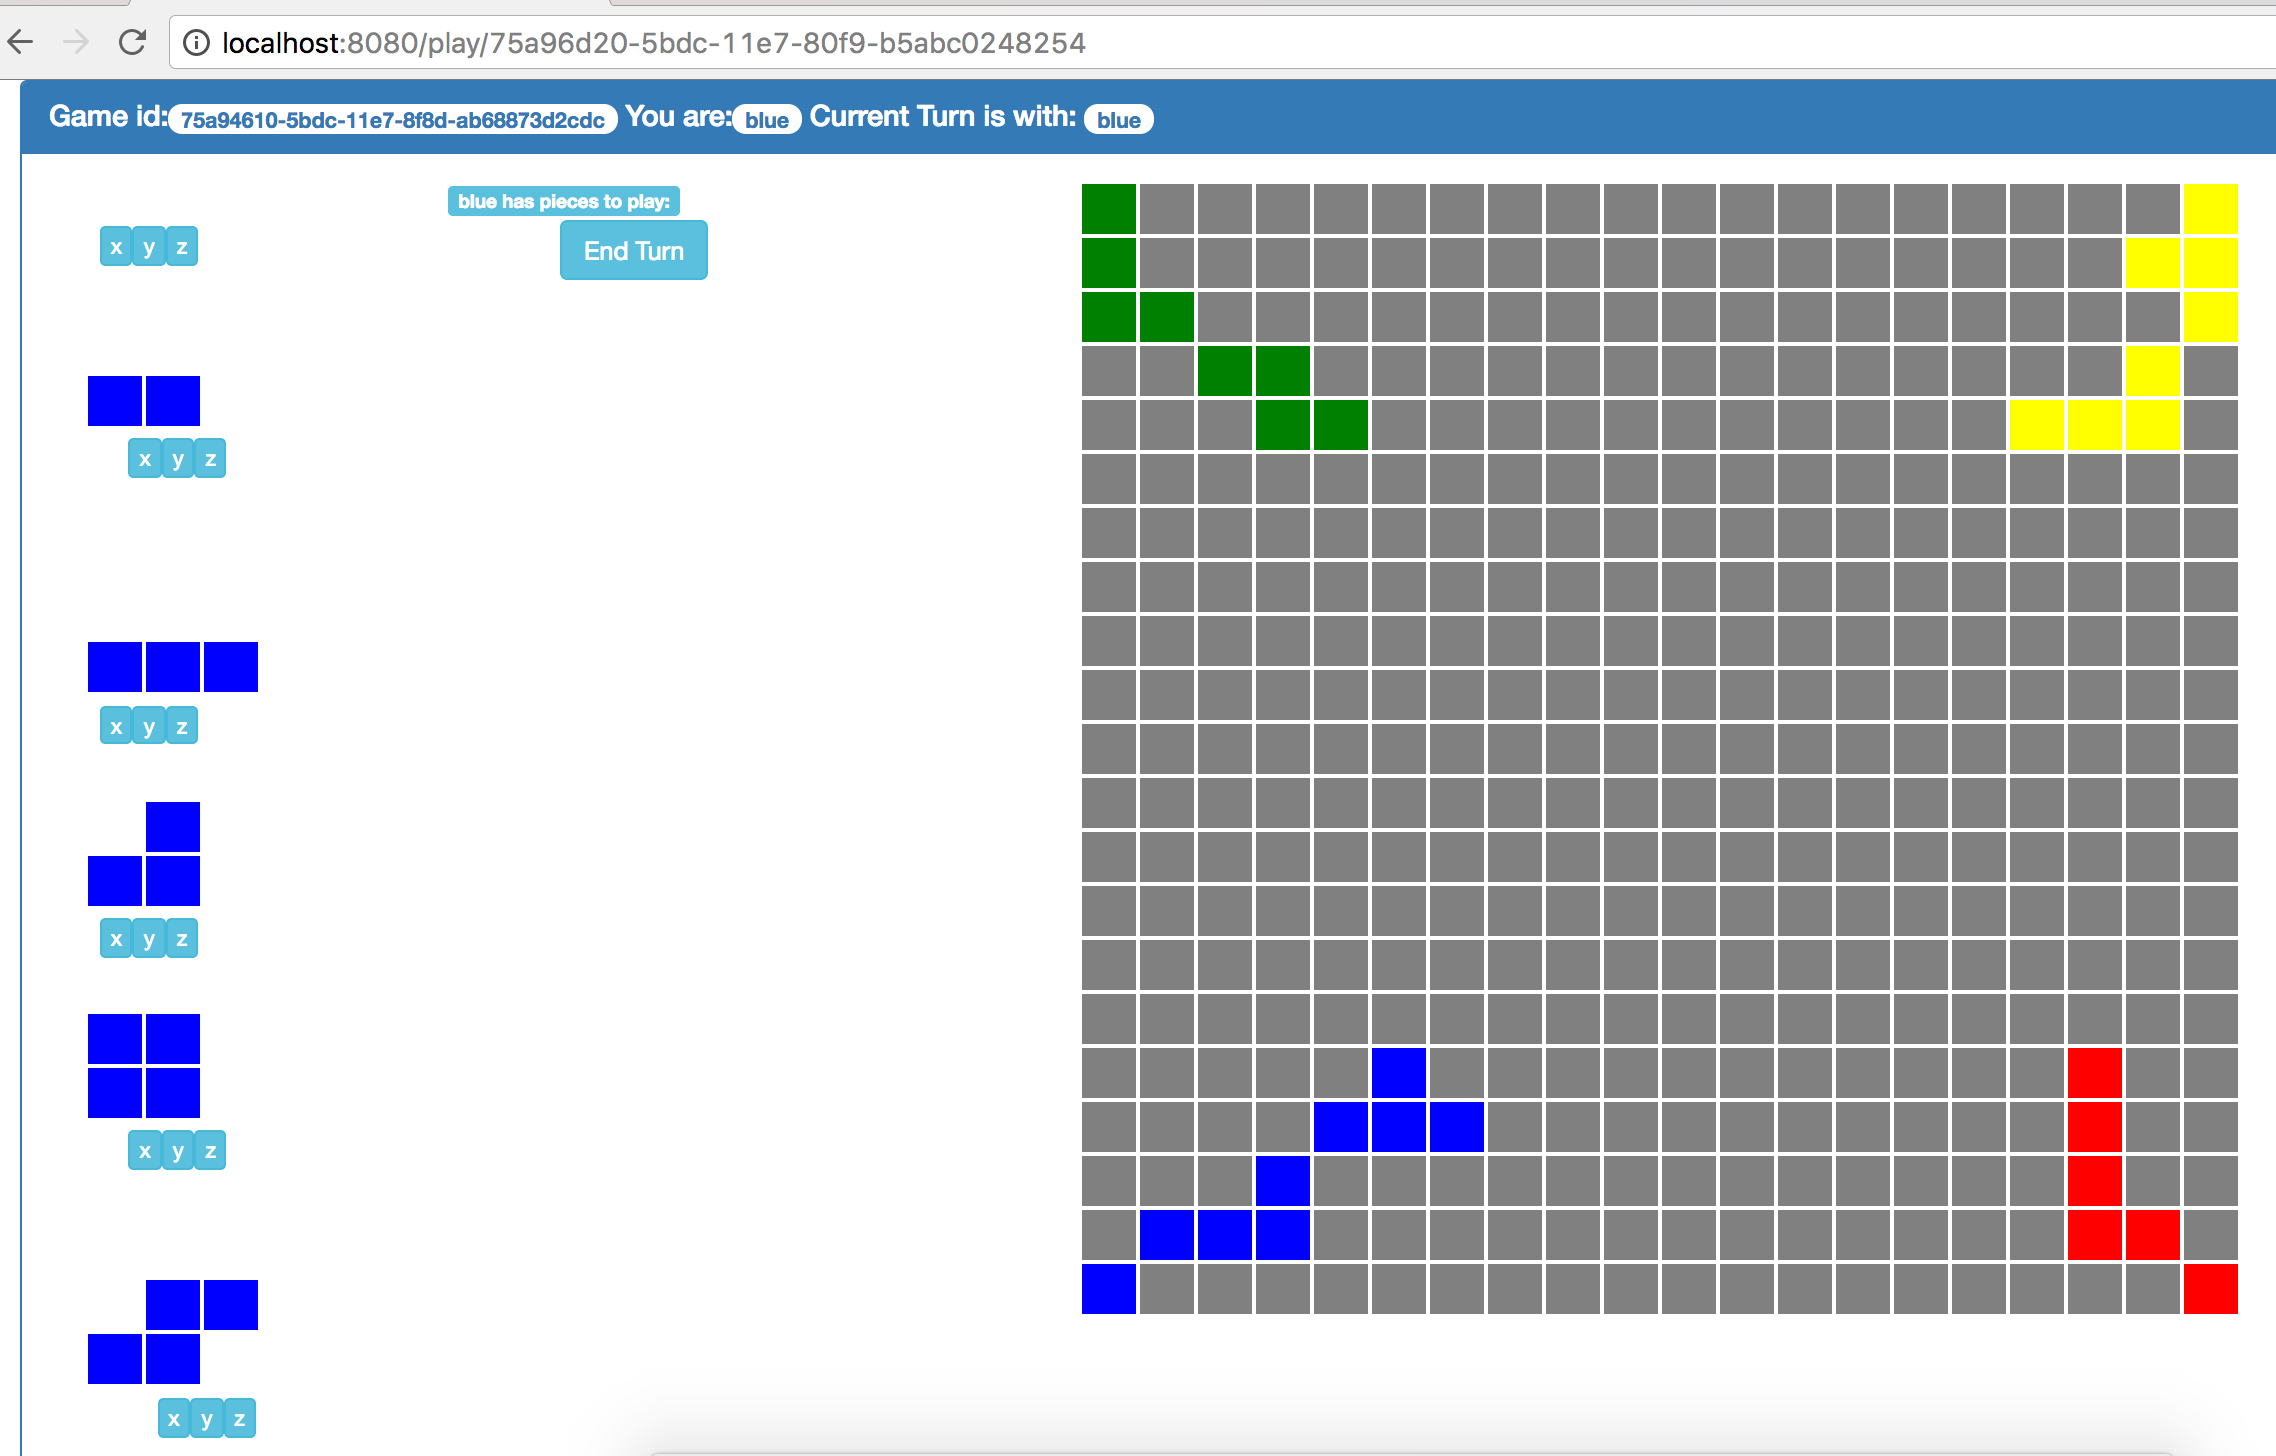 localhost:8080/play/75a96d20-5bdc-11e7-80f9-b5abc0248254
Game id: 75a94610-5bdc-11e7-8f8d-ab68873d2cdc You are: blue Current Turn is with: blue
blue has pieces to play:
x y z
End Turn
x y z
x y z
x y z
x y z
x y z